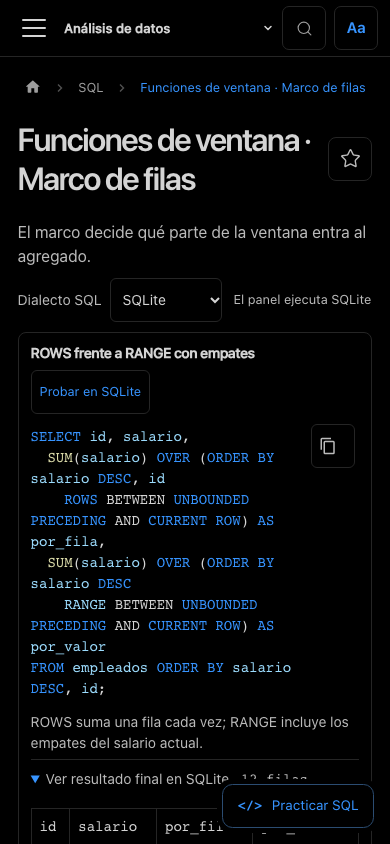 Análisis de datos
Aa
SQL
Funciones de ventana · Marco de filas
Funciones de ventana ·
Marco de filas
El marco decide qué parte de la ventana entra al
agregado.
Dialecto SQL
SQLite
El panel ejecuta SQLite
ROWS frente a RANGE con empates
Probar en SQLite
SELECT id, salario,
SUM(salario) OVER (ORDER BY
salario DESC, id
ROWS BETWEEN UNBOUNDED
PRECEDING AND CURRENT ROW) AS
por_fila,
SUM(salario) OVER (ORDER BY
salario DESC
RANGE BETWEEN UNBOUNDED
PRECEDING AND CURRENT ROW) AS
por_valor
FROM empleados ORDER BY salario
DESC, id;
ROWS suma una fila cada vez; RANGE incluye los
empates del salario actual.
Ver resultado final en SQLite
</> Practicar SQL
id salario